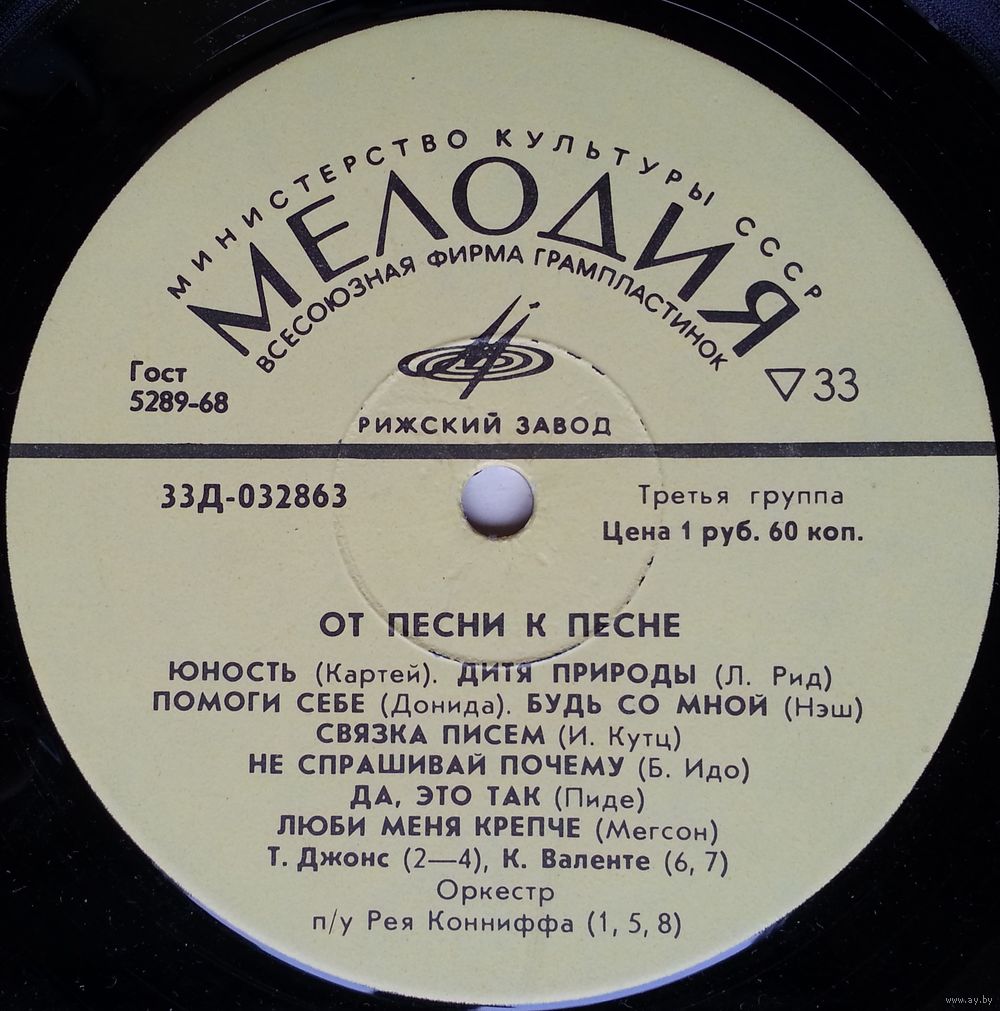 МИНИСТЕРСТВО КУЛЬТУРЫ СССР
МЕЛОДИЯ
ВСЕСОЮЗНАЯ ФИРМА ГРАМПЛАСТИНОК
Гост
5289-68
33
РИЖСКИЙ ЗАВОД
33Д-032863
Третья группа
Цена 1 руб. 60 коп.
ОТ ПЕСНИ К ПЕСНЕ
ЮНОСТЬ (Картей). ДИТЯ ПРИРОДЫ (Л. Рид)
ПОМОГИ СЕБЕ (Донида). БУДЬ СО МНОЙ (Нэш)
СВЯЗКА ПИСЕМ (И. Кутц)
НЕ СПРАШИВАЙ ПОЧЕМУ (Б. Идо)
ДА, ЭТО ТАК (Пиде)
ЛЮБИ МЕНЯ КРЕПЧЕ (Мегсон)
Т. Джонс (2—4), К. Валенте (6, 7)
Оркестр
п/у Рея Конниффа (1, 5, 8)
www.ay.by